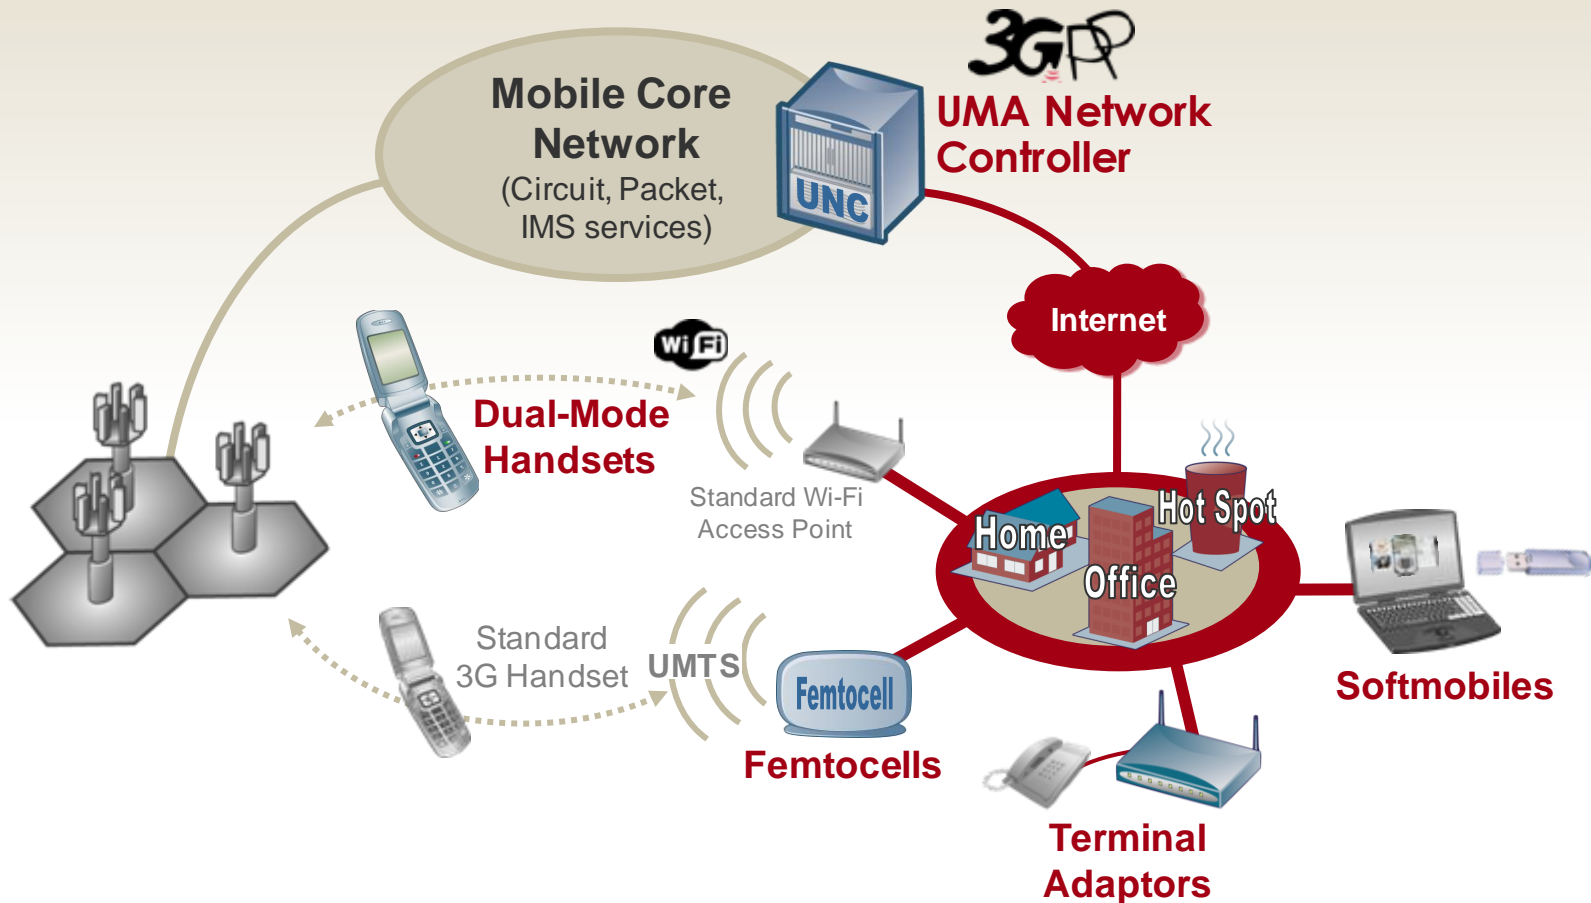 3GPP
Mobile Core
Network
(Circuit, Packet,
IMS services)
UNC
UMA Network
Controller
Internet
Wi Fi
Dual-Mode
Handsets
Standard Wi-Fi
Access Point
Home
Hot Spot
Office
Standard
3G Handset
UMTS
Femtocell
Femtocells
Softmobiles
Terminal
Adaptors